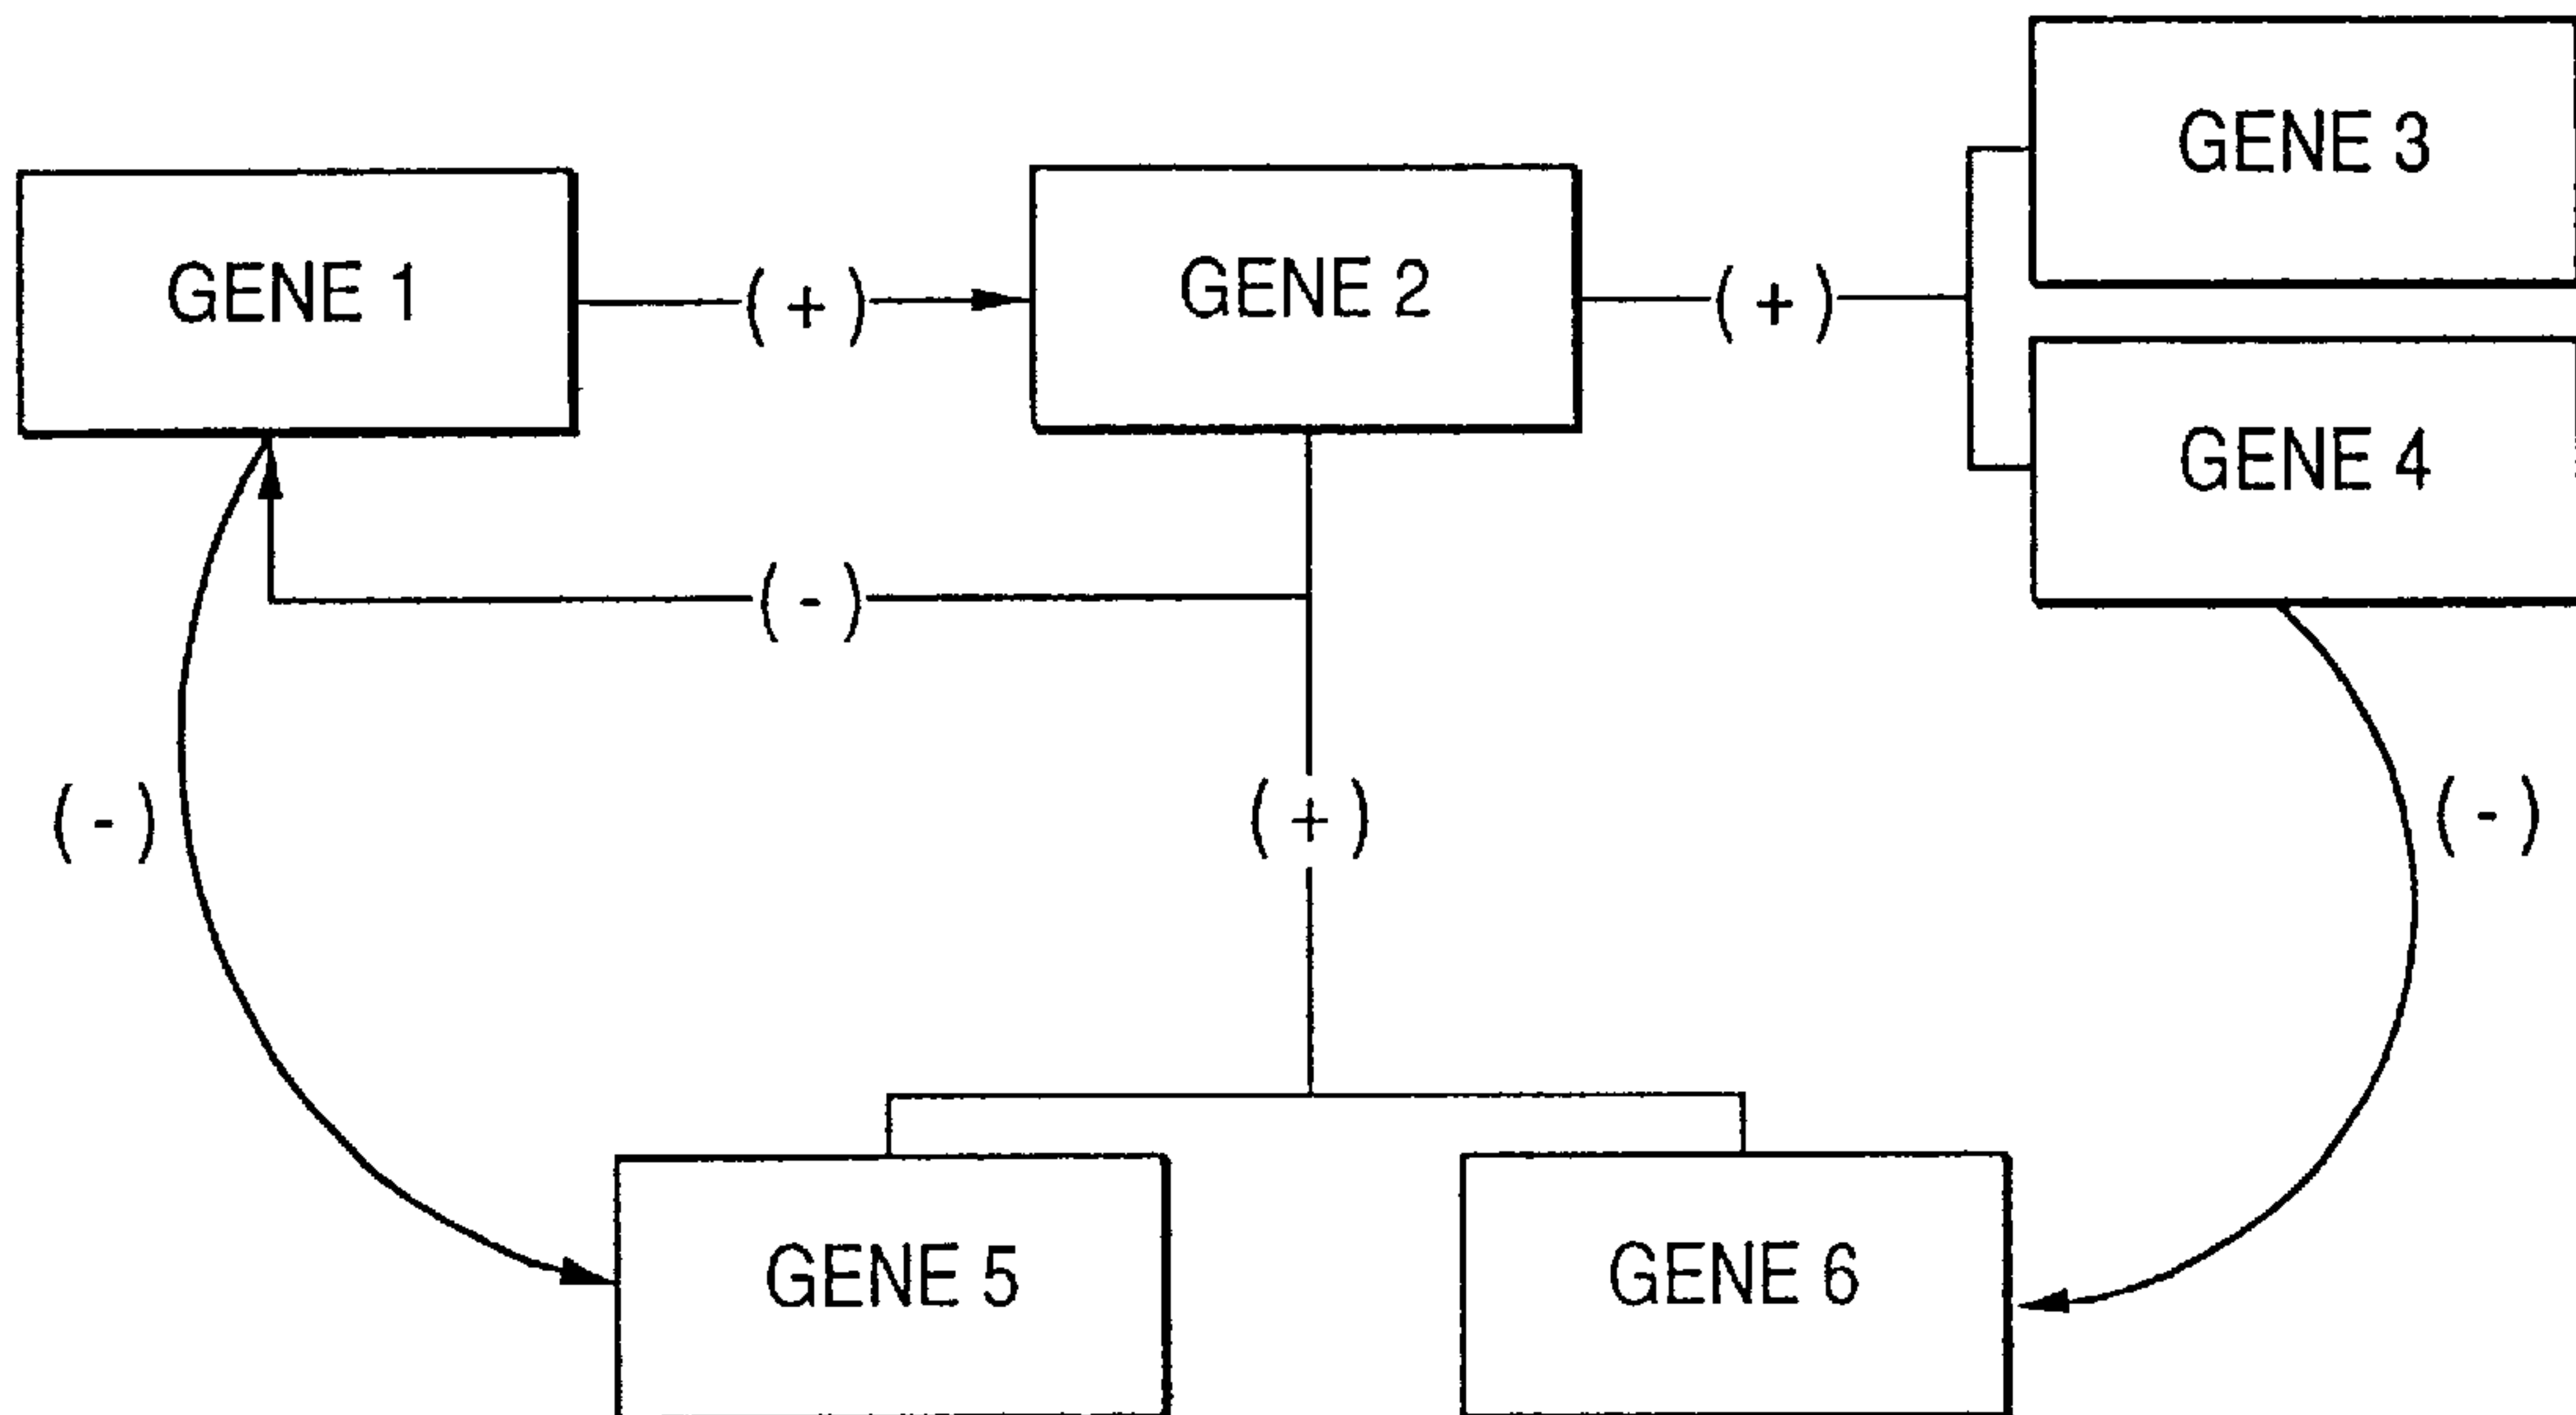 GENE 3
GENE 1
( + )
GENE 2
( + )
GENE 4
( - )
( - )
( + )
( - )
GENE 5
GENE 6